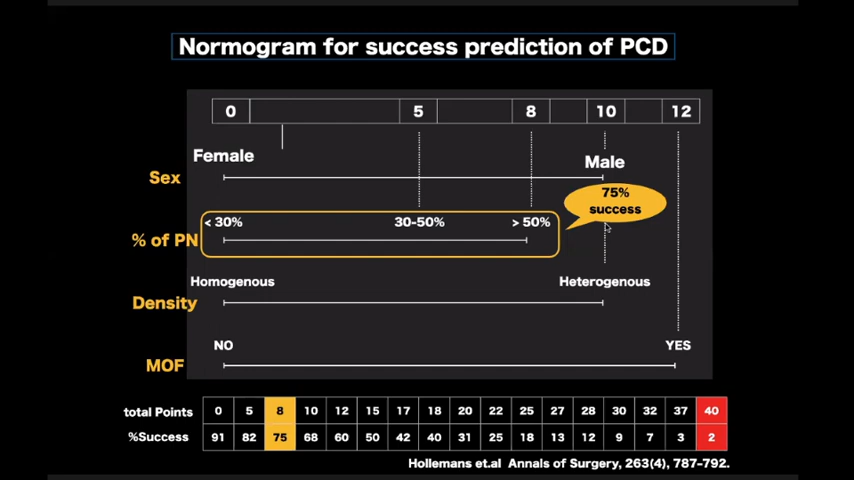 Normogram for success prediction of PCD
0 5 8 10 12
Female Male
Sex
75%
success
< 30% 30-50% > 50%
% of PN
Homogenous Heterogenous
Density
NO YES
MOF
total Points 0 5 8 10 12 15 17 18 20 22 25 27 28 30 32 37 40
%Success 91 82 75 68 60 50 42 40 31 25 18 13 12 9 7 3 2
Hollemans et.al Annals of Surgery, 263(4), 787-792.